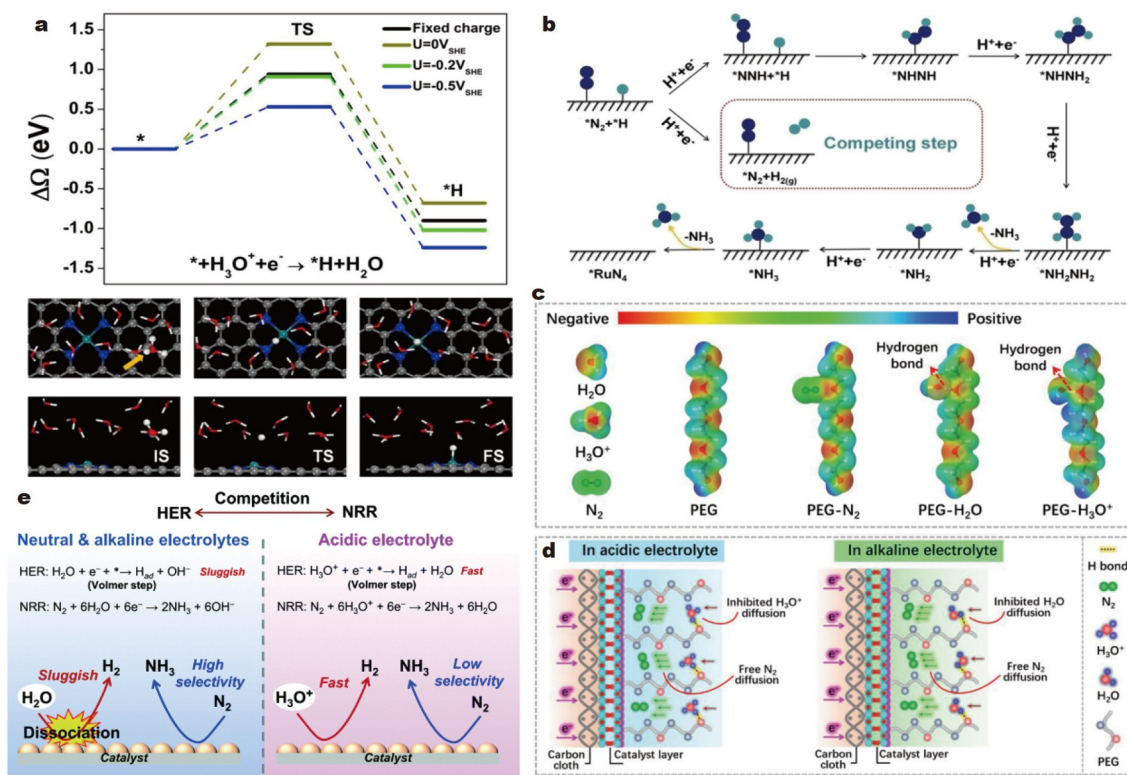 a
ΔΩ (eV)
1.5
1.0
0.5
0.0
-0.5
-1.0
-1.5
TS
Fixed charge
U=0V_SHE
U=-0.2V_SHE
U=-0.5V_SHE
*
*H
*+H₃O⁺+e⁻ → *H+H₂O
IS
TS
FS
b
*N₂+*H
H⁺+e⁻
H⁺+e⁻
*NNH+*H
*NHNH
H⁺+e⁻
*NHNH₂
Competing step
*N₂+H₂(g)
H⁺+e⁻
*RuN₄
-NH₃
*NH₃
H⁺+e⁻
*NH₂
-NH₃
H⁺+e⁻
*NH₂NH₂
c
Negative
Positive
H₂O
H₃O⁺
N₂
PEG
PEG-N₂
Hydrogen
bond
PEG-H₂O
Hydrogen
bond
PEG-H₃O⁺
d
In acidic electrolyte
e⁻
e⁻
e⁻
e⁻
e⁻
Inhibited H₃O⁺
diffusion
Free N₂
diffusion
Carbon
cloth
Catalyst layer
In alkaline electrolyte
e⁻
e⁻
e⁻
e⁻
e⁻
Inhibited H₂O
diffusion
Free N₂
diffusion
Carbon
cloth
Catalyst layer
H bond
N₂
H₃O⁺
H₂O
PEG
e
Competition
HER
NRR
Neutral & alkaline electrolytes
HER: H₂O + e⁻ + *→ H_ad + OH⁻ Sluggish
(Volmer step)
NRR: N₂ + 6H₂O + 6e⁻ → 2NH₃ + 6OH⁻
Sluggish
H₂
NH₃
High
selectivity
H₂O
N₂
Dissociation
Catalyst
Acidic electrolyte
HER: H₃O⁺ + e⁻ + *→ H_ad + H₂O Fast
(Volmer step)
NRR: N₂ + 6H₃O⁺ + 6e⁻ → 2NH₃ + 6H₂O
H₂
NH₃
Low
selectivity
H₃O⁺
Fast
N₂
Catalyst